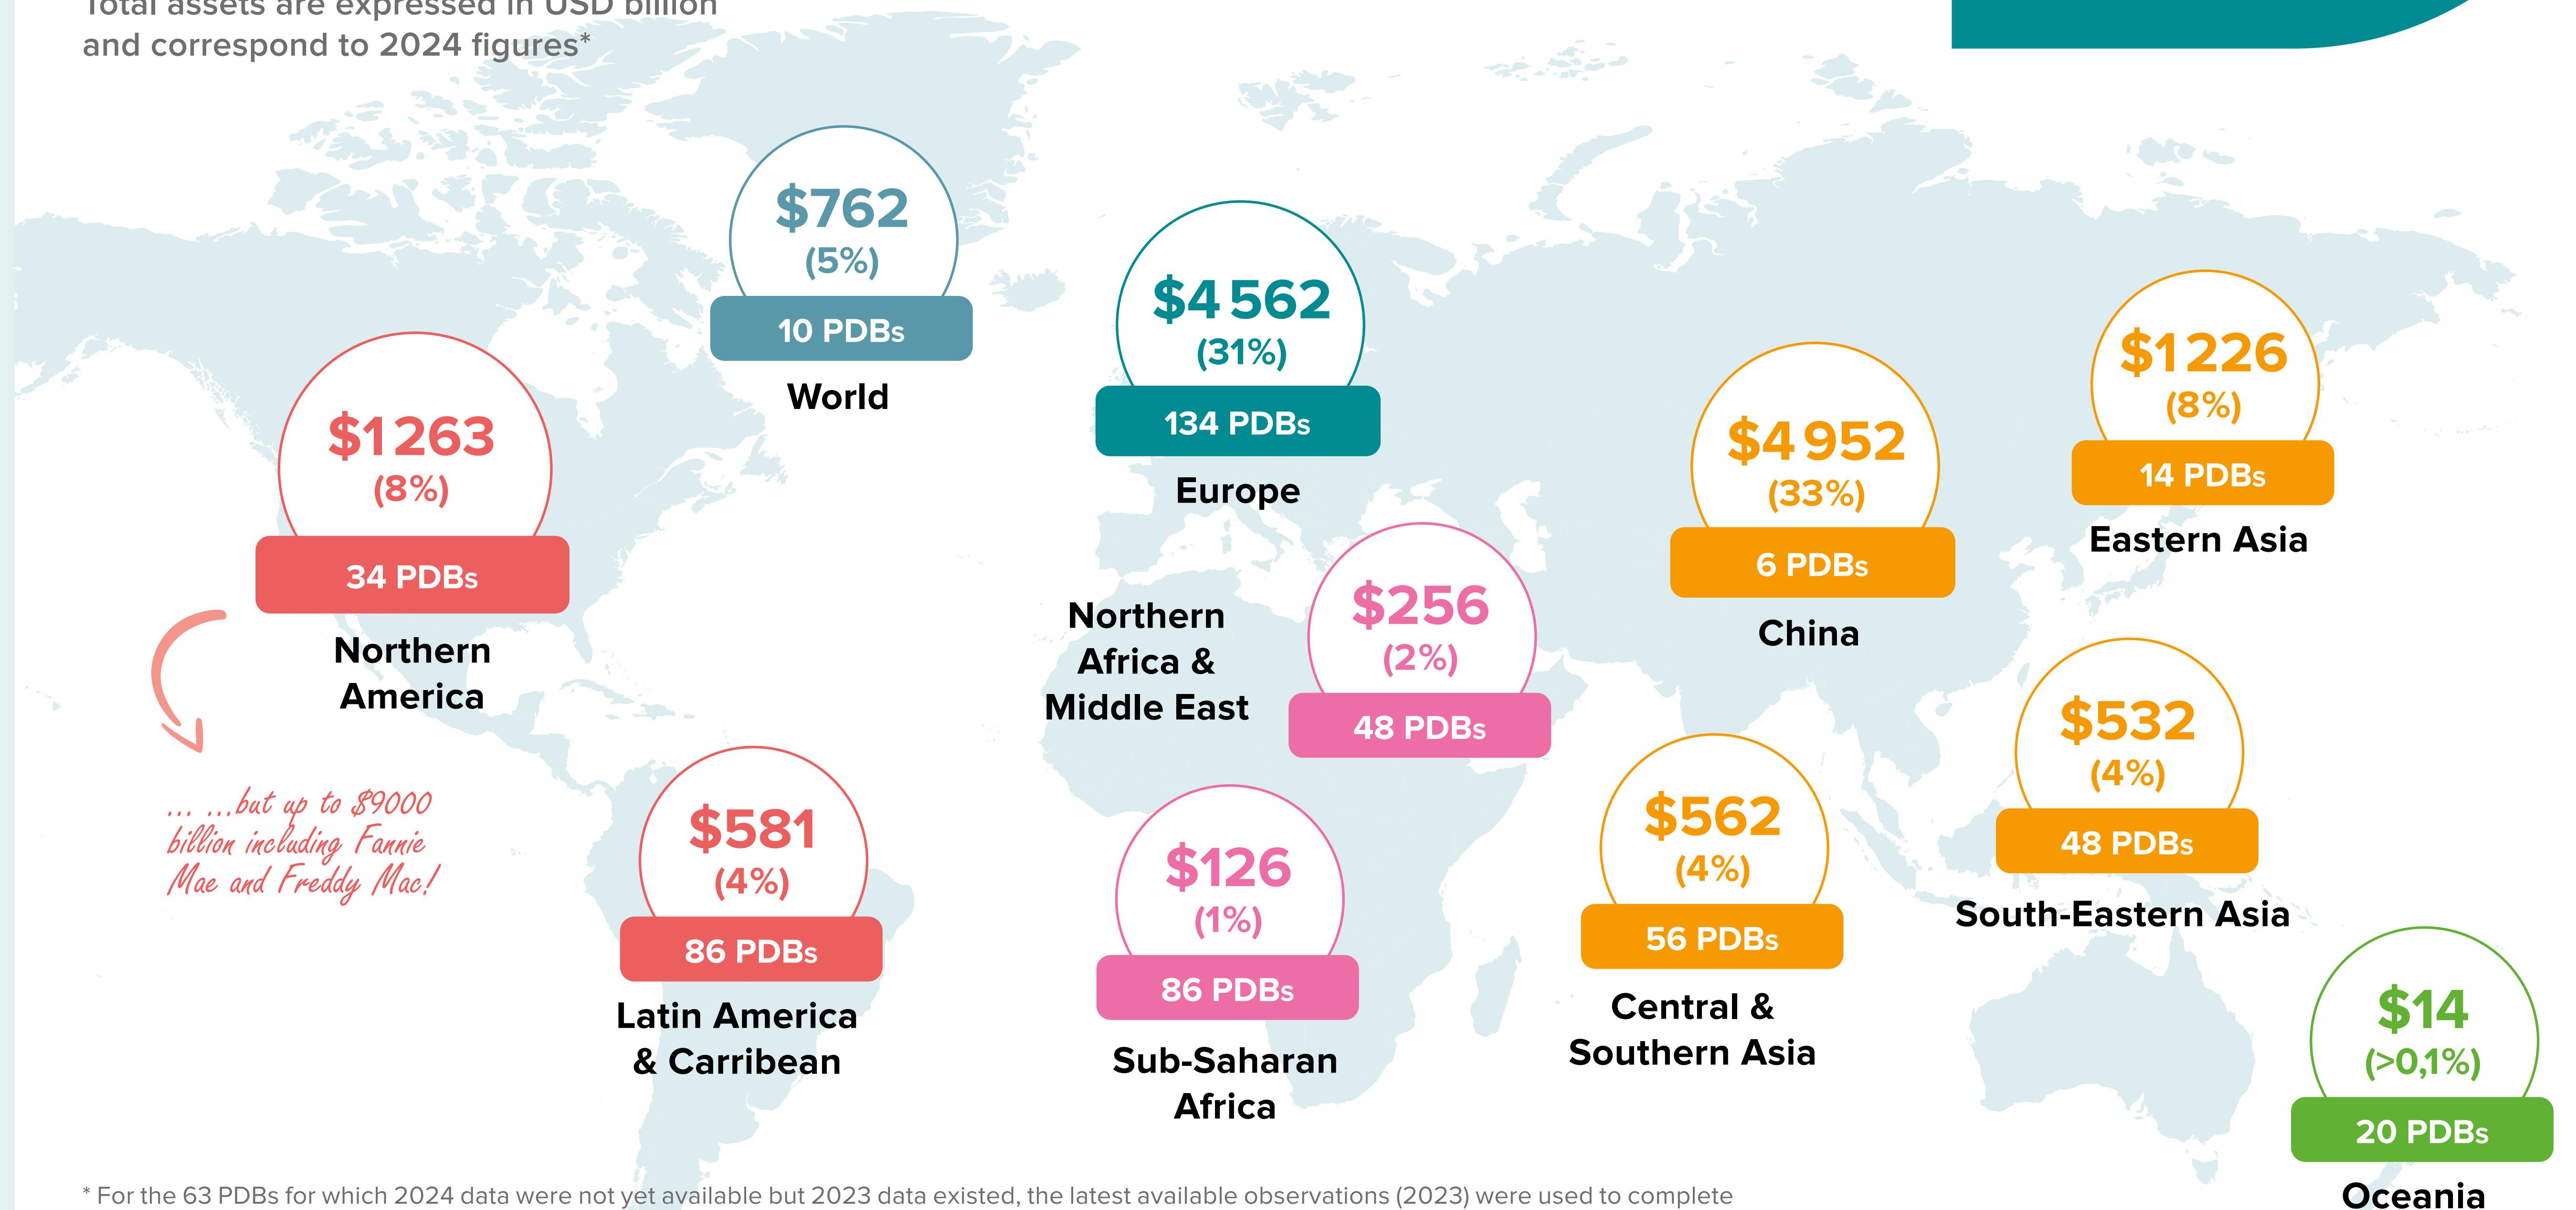 Total assets are expressed in USD billion
and correspond to 2024 figures*
$762
(5%)
10 PDBs
World
$4 562
(31%)
134 PDBs
Europe
$1 226
(8%)
14 PDBs
Eastern Asia
$1 263
(8%)
34 PDBs
Northern
America
... ...but up to $9000
billion including Fannie
Mae and Freddy Mac!
$4 952
(33%)
6 PDBs
China
Northern
Africa &
Middle East
$256
(2%)
48 PDBs
$532
(4%)
48 PDBs
South-Eastern Asia
$581
(4%)
86 PDBs
Latin America
& Carribean
$126
(1%)
86 PDBs
Sub-Saharan
Africa
$562
(4%)
56 PDBs
Central &
Southern Asia
$14
(>0,1%)
20 PDBs
Oceania
* For the 63 PDBs for which 2024 data were not yet available but 2023 data existed, the latest available observations (2023) were used to complete